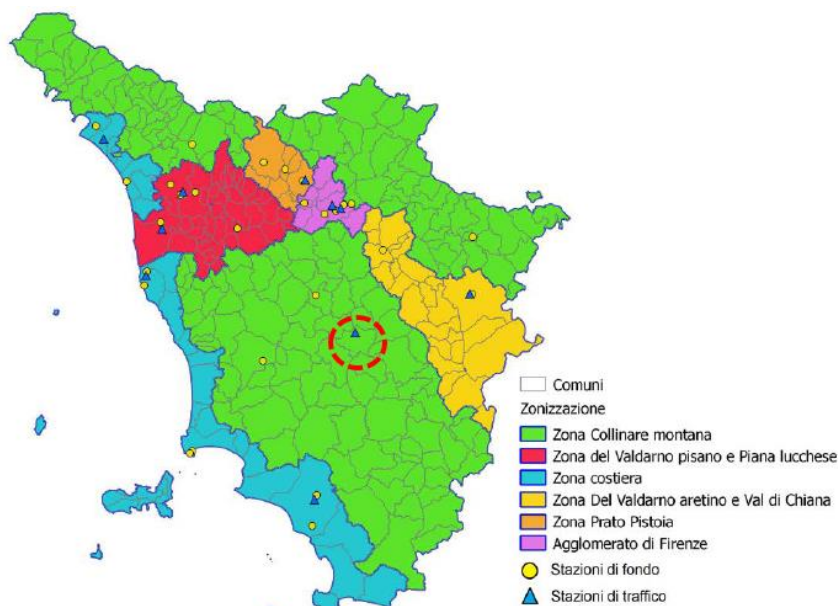 Comuni
Zonizzazione
Zona Collinare montana
Zona del Valdarno pisano e Piana lucchese
Zona costiera
Zona Del Valdarno aretino e Val di Chiana
Zona Prato Pistoia
Agglomerato di Firenze
Stazioni di fondo
Stazioni di traffico